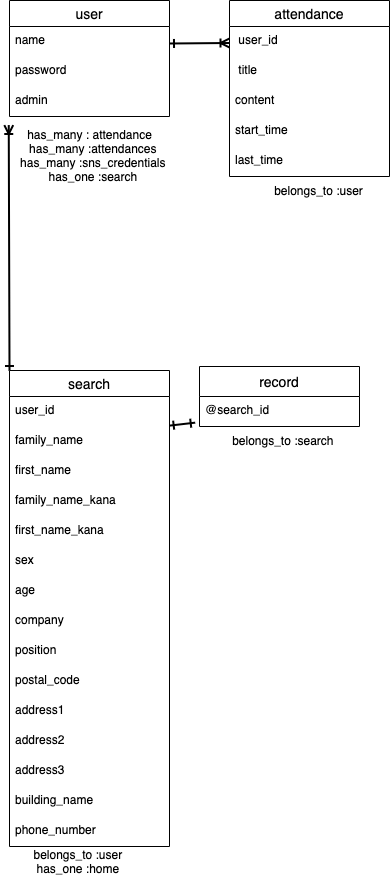 user
name
password
admin
has_many : attendance
has_many :attendances
has_many :sns_credentials
has_one :search
attendance
user_id
title
content
start_time
last_time
belongs_to :user
search
user_id
family_name
first_name
family_name_kana
first_name_kana
sex
age
company
position
postal_code
address1
address2
address3
building_name
phone_number
belongs_to :user
has_one :home
record
@search_id
belongs_to :search